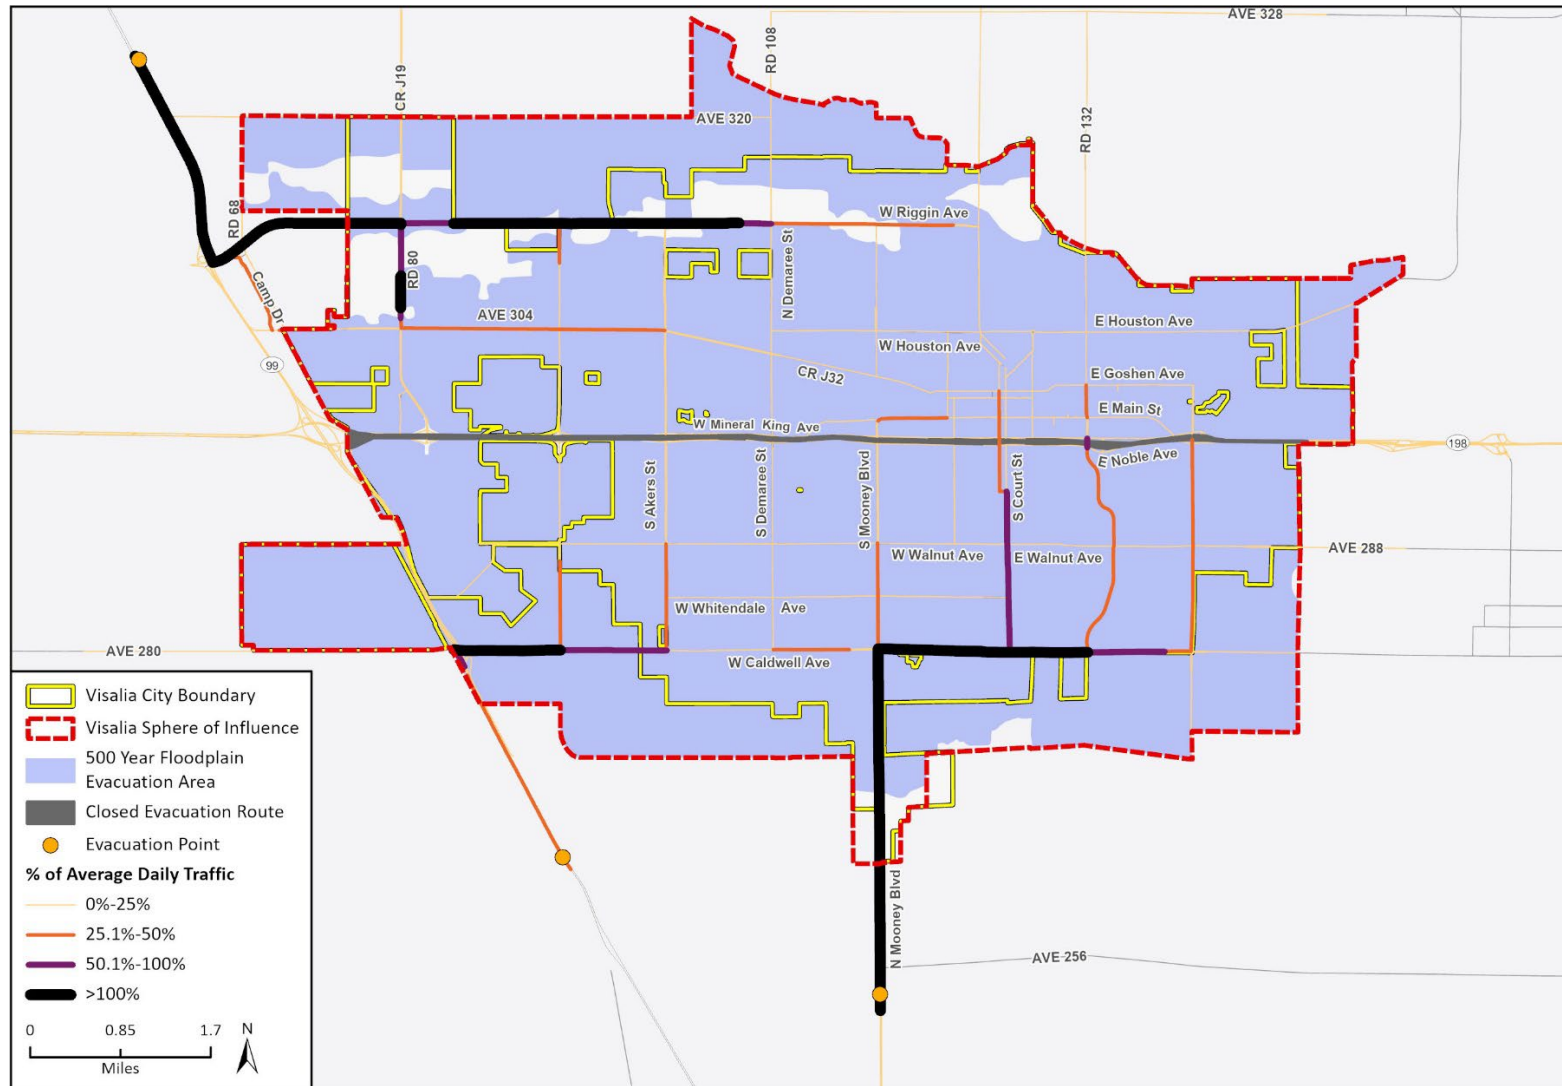 AVE 328
RD 108
CR J19
RD 132
AVE 320
RD 68
W Riggin Ave
N Demaree St
RD 80
Camp Dr
AVE 304
E Houston Ave
W Houston Ave
99
CR J32
E Goshen Ave
E Main St
W Mineral King Ave
198
E Noble Ave
S Akers St
S Demaree St
S Mooney Blvd
S Court St
W Walnut Ave
E Walnut Ave
AVE 288
W Whitendale Ave
AVE 280
W Caldwell Ave
N Mooney Blvd
AVE 256
Visalia City Boundary
Visalia Sphere of Influence
500 Year Floodplain
Evacuation Area
Closed Evacuation Route
Evacuation Point
% of Average Daily Traffic
0%-25%
25.1%-50%
50.1%-100%
>100%
0 0.85 1.7 N
Miles